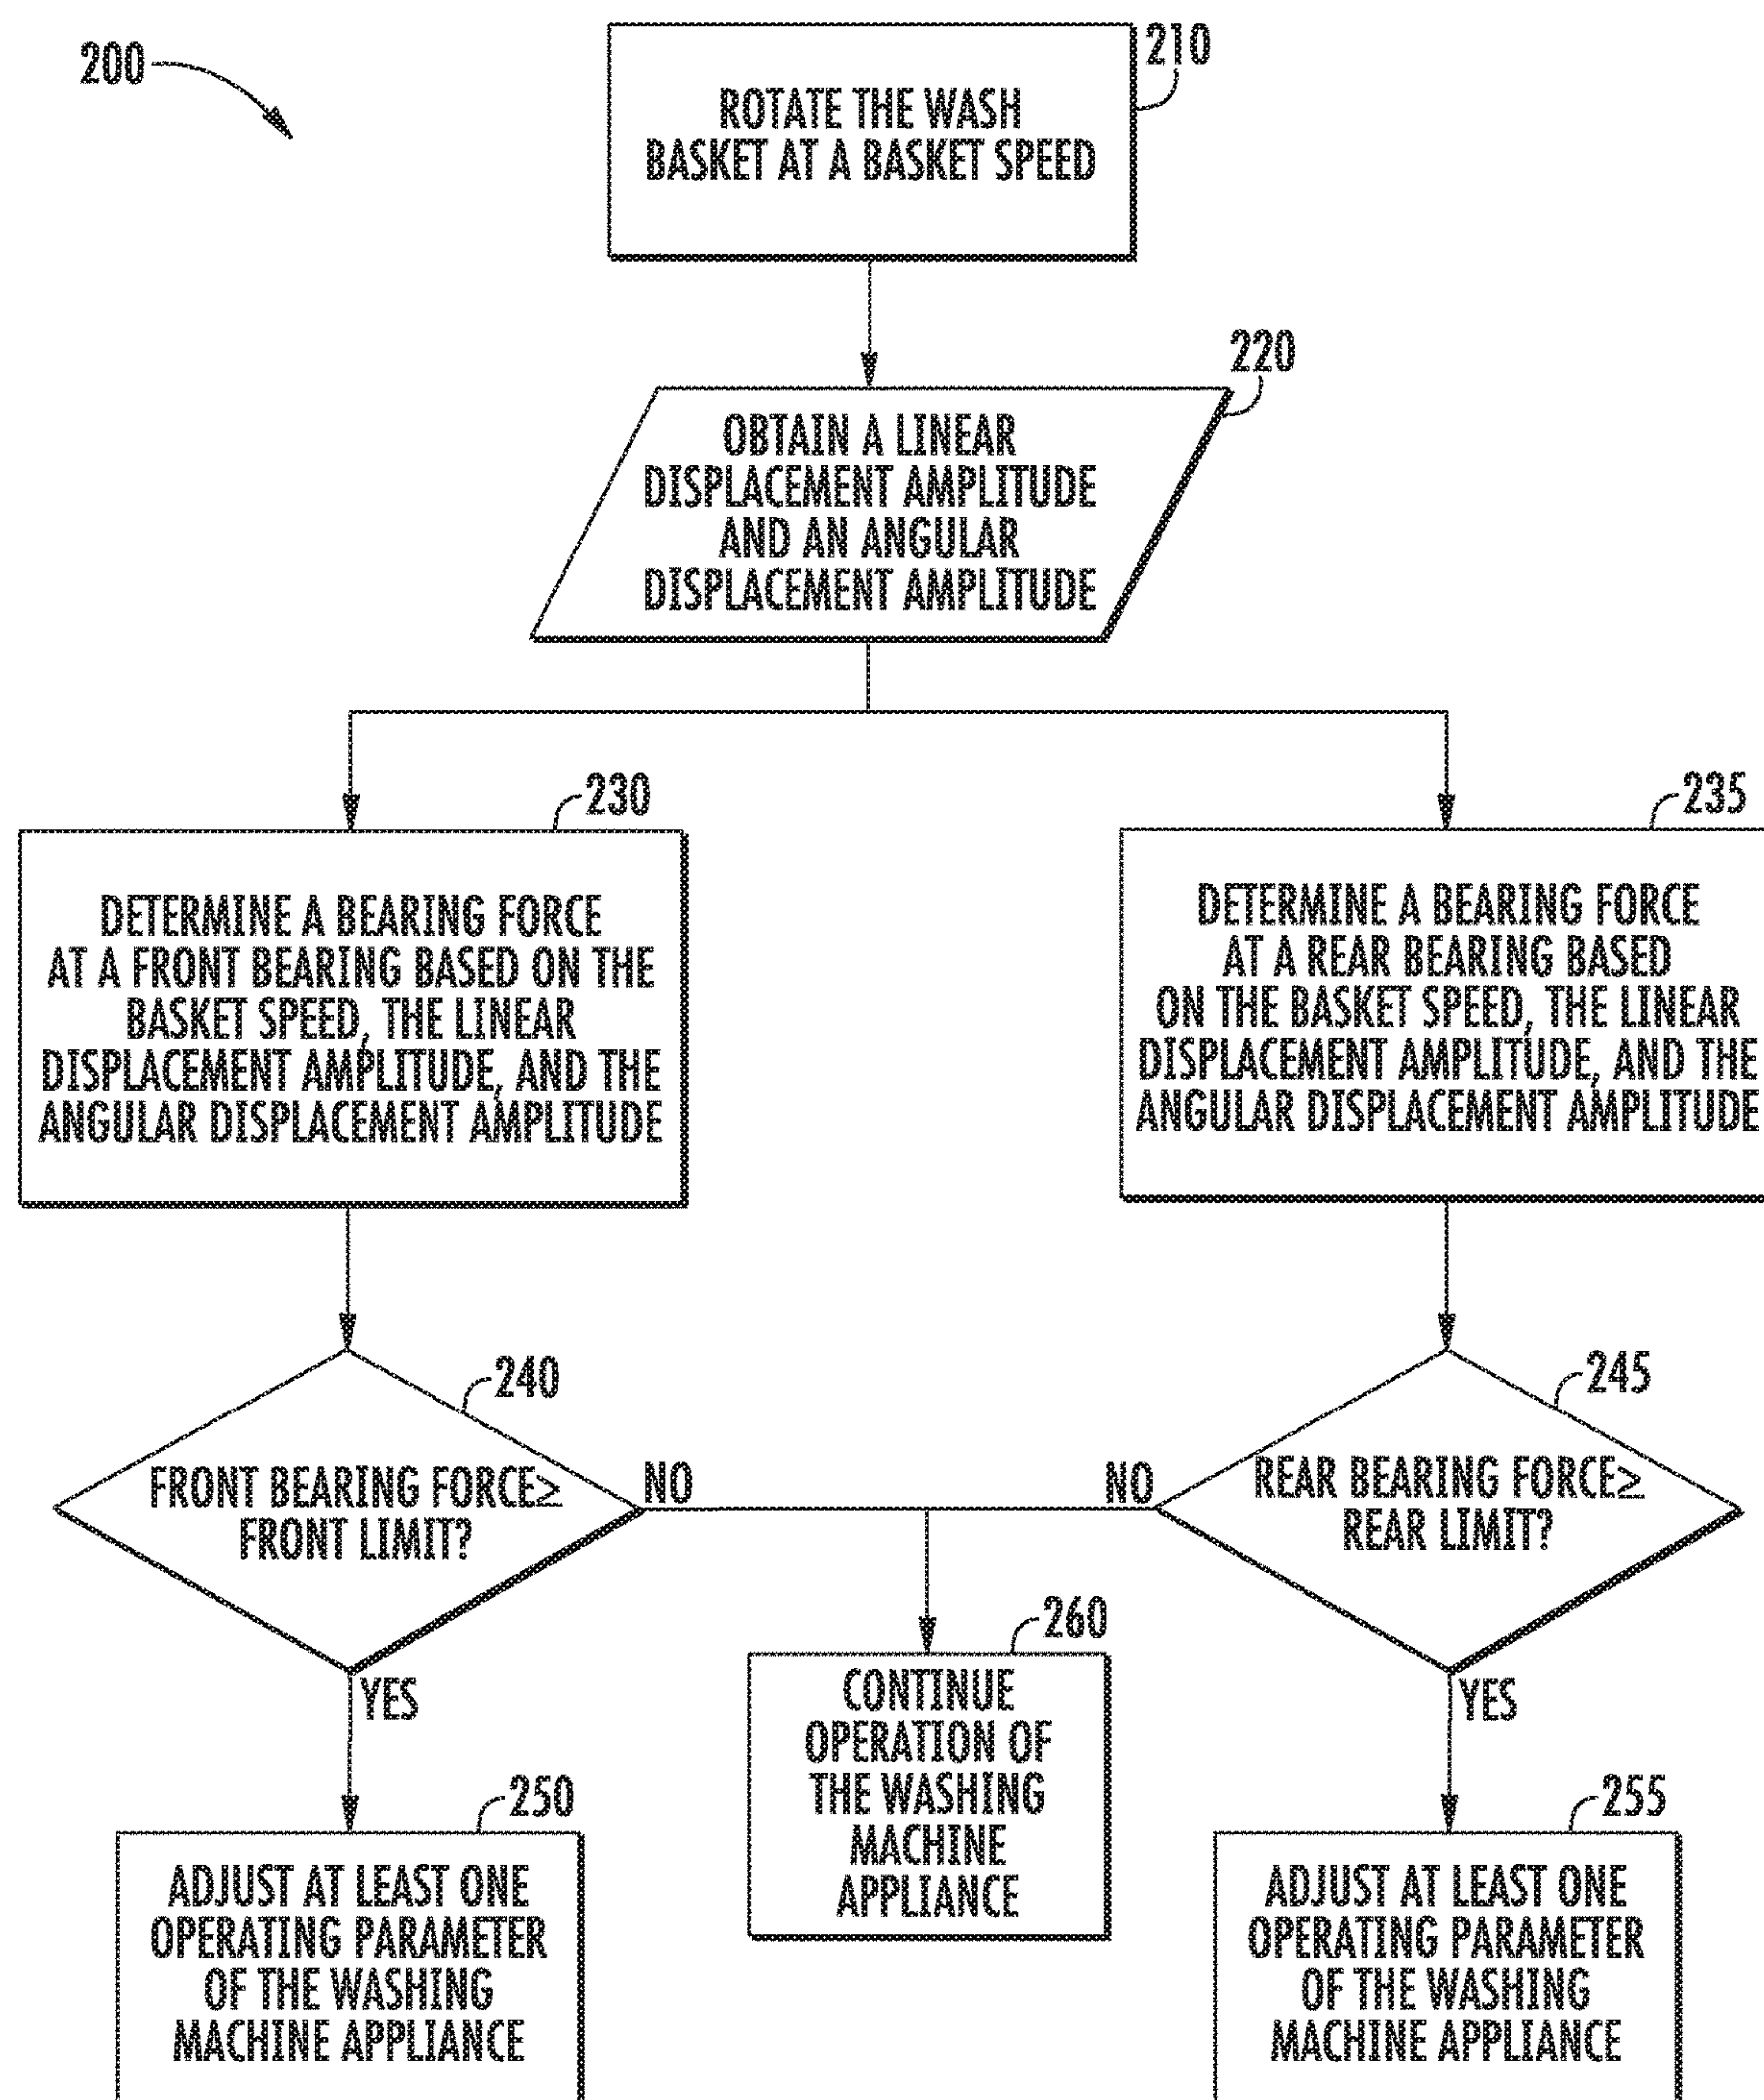 200
210
ROTATE THE WASH
BASKET AT A BASKET SPEED
220
OBTAIN A LINEAR
DISPLACEMENT AMPLITUDE
AND AN ANGULAR
DISPLACEMENT AMPLITUDE
230
DETERMINE A BEARING FORCE
AT A FRONT BEARING BASED ON THE
BASKET SPEED, THE LINEAR
DISPLACEMENT AMPLITUDE, AND THE
ANGULAR DISPLACEMENT AMPLITUDE
235
DETERMINE A BEARING FORCE
AT A REAR BEARING BASED
ON THE BASKET SPEED, THE LINEAR
DISPLACEMENT AMPLITUDE, AND THE
ANGULAR DISPLACEMENT AMPLITUDE
240
FRONT BEARING FORCE≥
FRONT LIMIT?
NO
YES
245
REAR BEARING FORCE≥
REAR LIMIT?
NO
YES
260
CONTINUE
OPERATION OF
THE WASHING
MACHINE
APPLIANCE
250
ADJUST AT LEAST ONE
OPERATING PARAMETER
OF THE WASHING
MACHINE APPLIANCE
255
ADJUST AT LEAST ONE
OPERATING PARAMETER
OF THE WASHING
MACHINE APPLIANCE